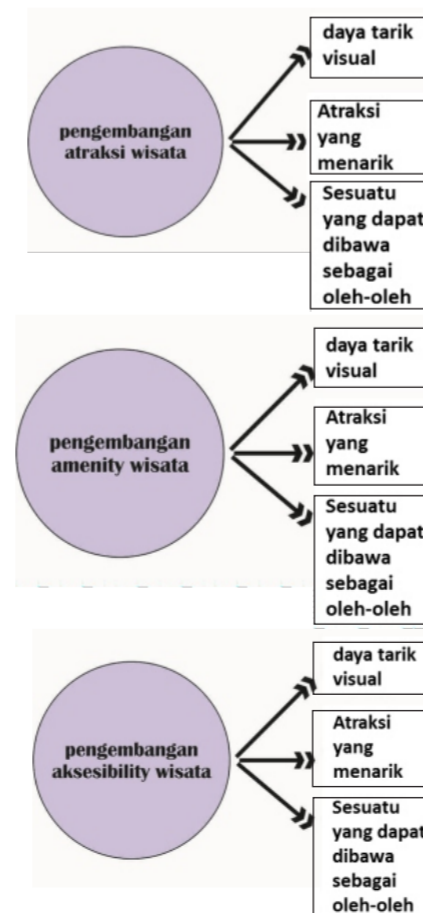 pengembangan
atraksi wisata
daya tarik
visual
Atraksi
yang
menarik
Sesuatu
yang dapat
dibawa
sebagai
oleh-oleh
pengembangan
amenity wisata
daya tarik
visual
Atraksi
yang
menarik
Sesuatu
yang dapat
dibawa
sebagai
oleh-oleh
pengembangan
aksesibility wisata
daya tarik
visual
Atraksi
yang
menarik
Sesuatu
yang dapat
dibawa
sebagai
oleh-oleh